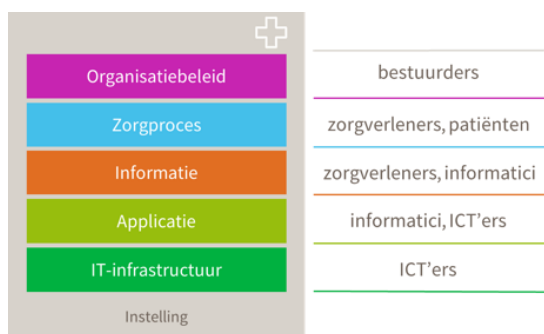 Organisatiebeleid bestuurders
Zorgproces zorgverleners, patiënten
Informatie zorgverleners, informatici
Applicatie informatici, ICT’ers
IT-infrastructuur ICT’ers
Instelling